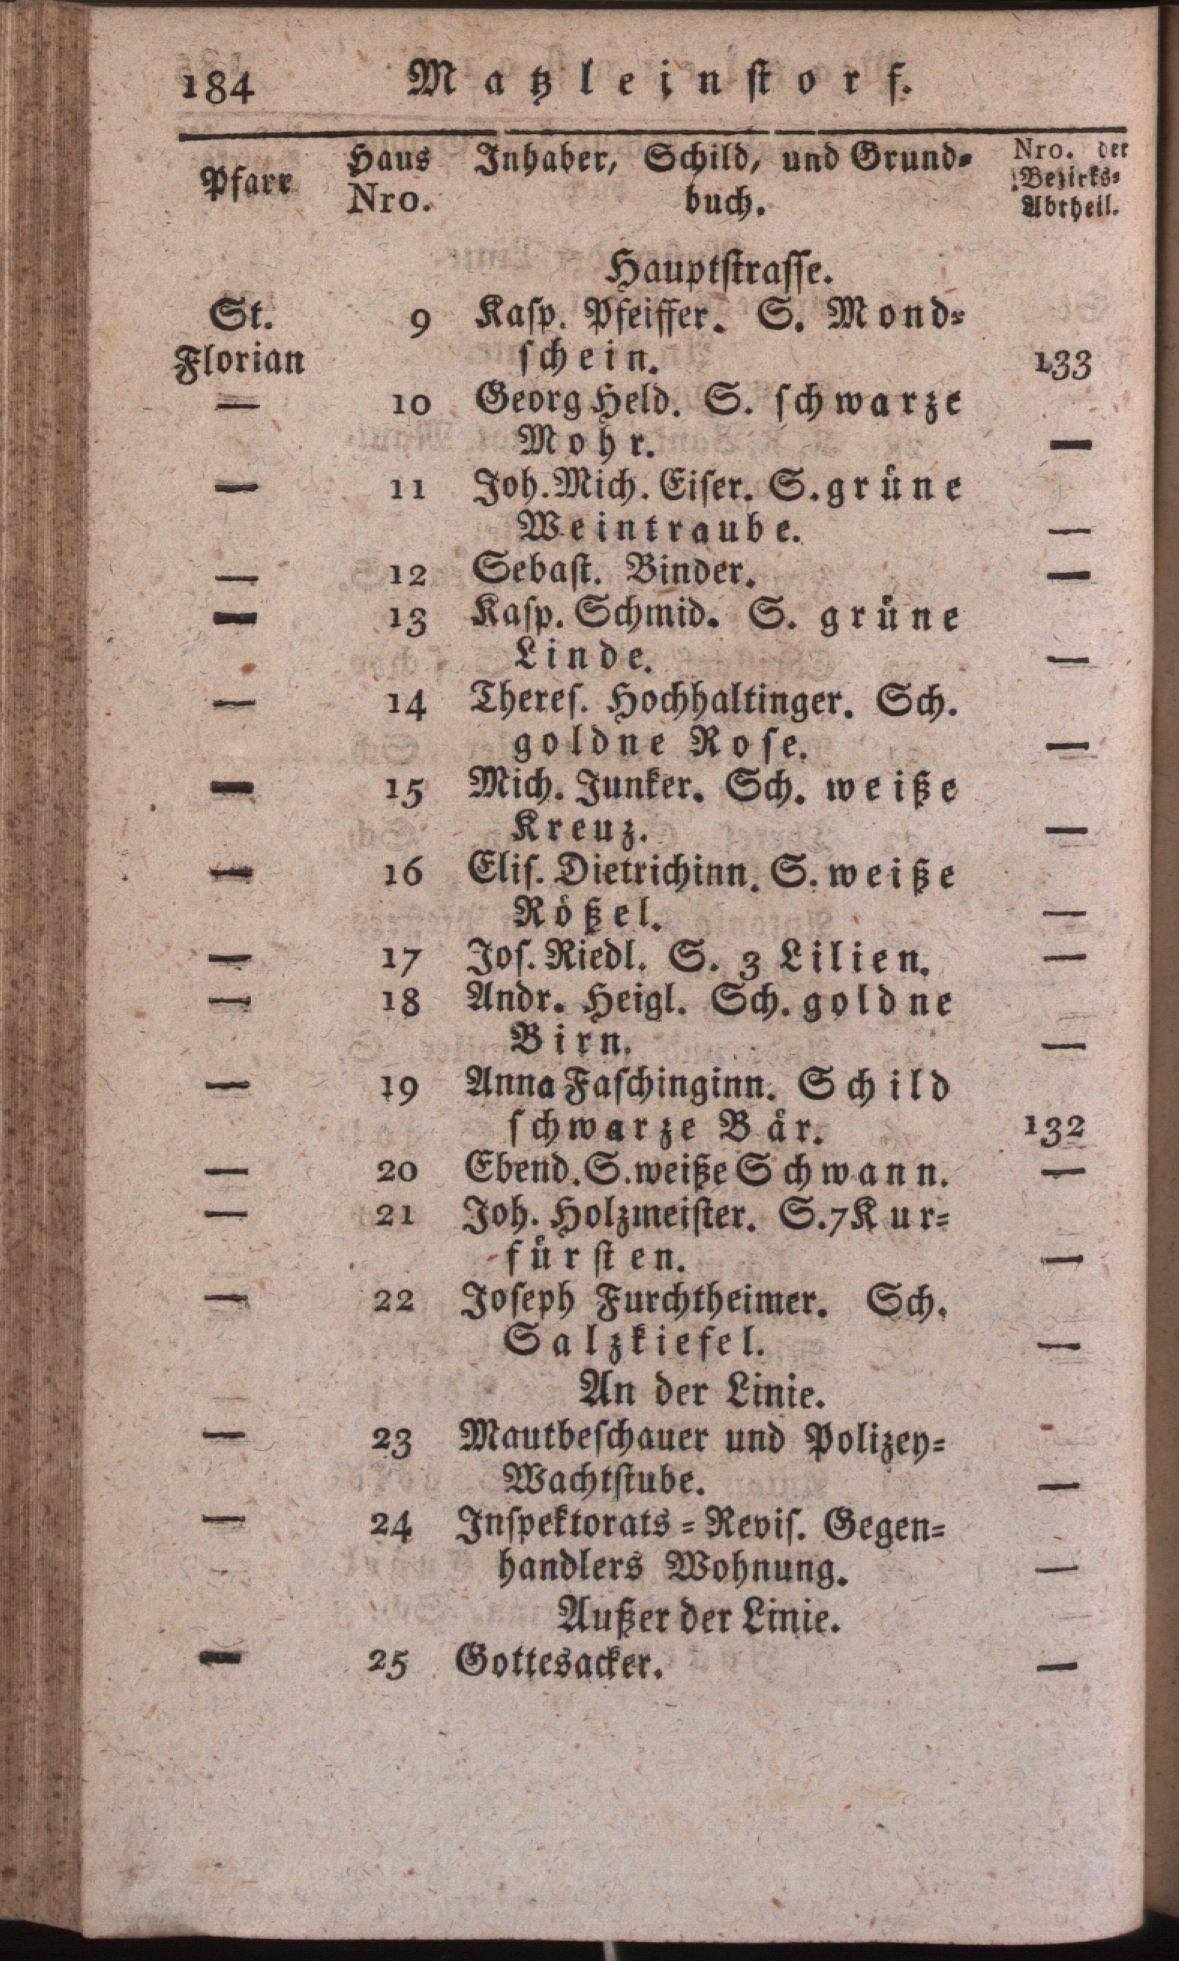 184 Matzleinstorf.
Pfarr Haus Nro. Inhaber, Schild, und Grund= buch. Nro. der Bezirks= Abtheil.
Hauptstrasse.
St. 9 Kasp. Pfeiffer. S. Mond=
Florian schein. 133
— 10 Georg Held. S. schwarze
Mohr. —
— 11 Joh. Mich. Eiser. S. grüne
Weintraube. —
— 12 Sebast. Binder. —
— 13 Kasp. Schmid. S. grüne
Linde. —
— 14 Theres. Hochhaltinger. Sch.
goldne Rose. —
— 15 Mich. Junker. Sch. weiße
Kreuz. —
— 16 Elis. Dietrichinn. S. weiße
Rößel. —
— 17 Jos. Riedl. S. 3 Lilien. —
— 18 Andr. Heigl. Sch. goldne
Birn. —
— 19 Anna Faschinginn. Schild
schwarze Bär. 132
— 20 Ebend. S. weiße Schwann. —
— 21 Joh. Holzmeister. S. 7 Kur=
fürsten. —
— 22 Joseph Furchtheimer. Sch.
Salzkiefel. —
An der Linie.
— 23 Mautbeschauer und Polizey=
Wachtstube. —
— 24 Inspektorats = Revis. Gegen=
handlers Wohnung. —
Außer der Linie.
— 25 Gottesacker. —